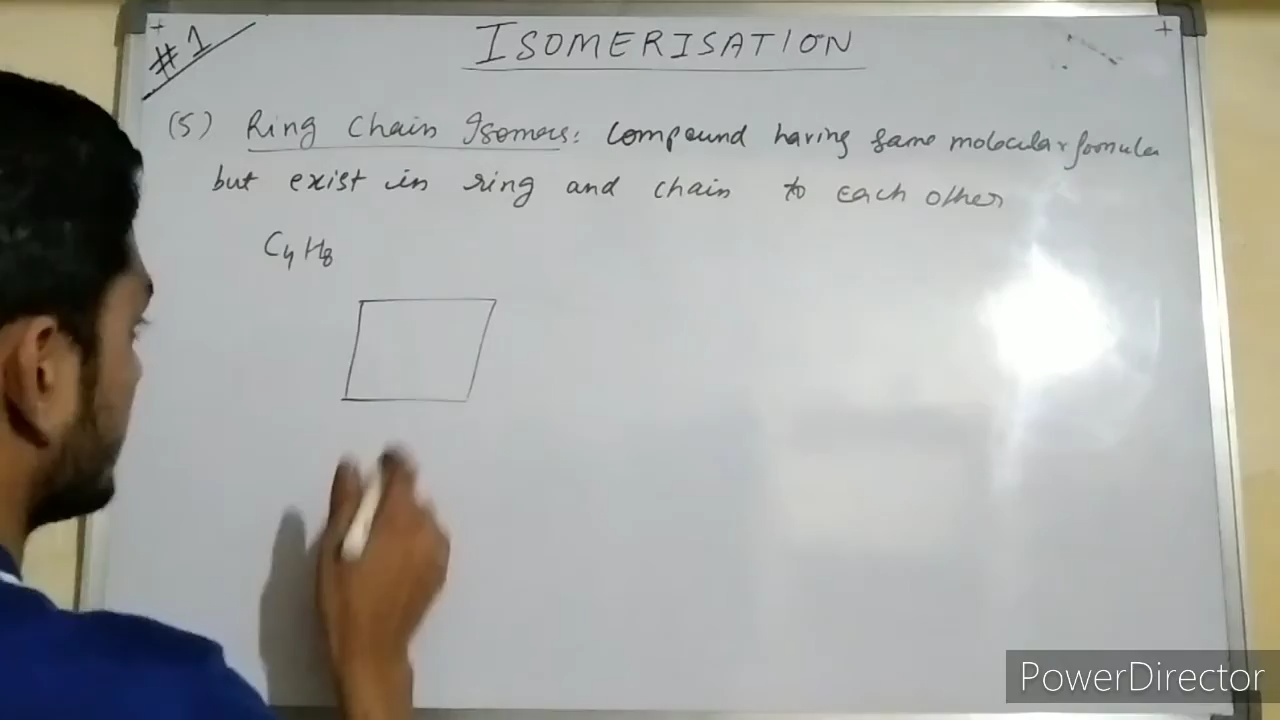 #1
ISOMERISATION
(5) Ring Chain Isomers: Compound having same molecular formula
but exist in ring and chain to each other
C4H8
PowerDirector